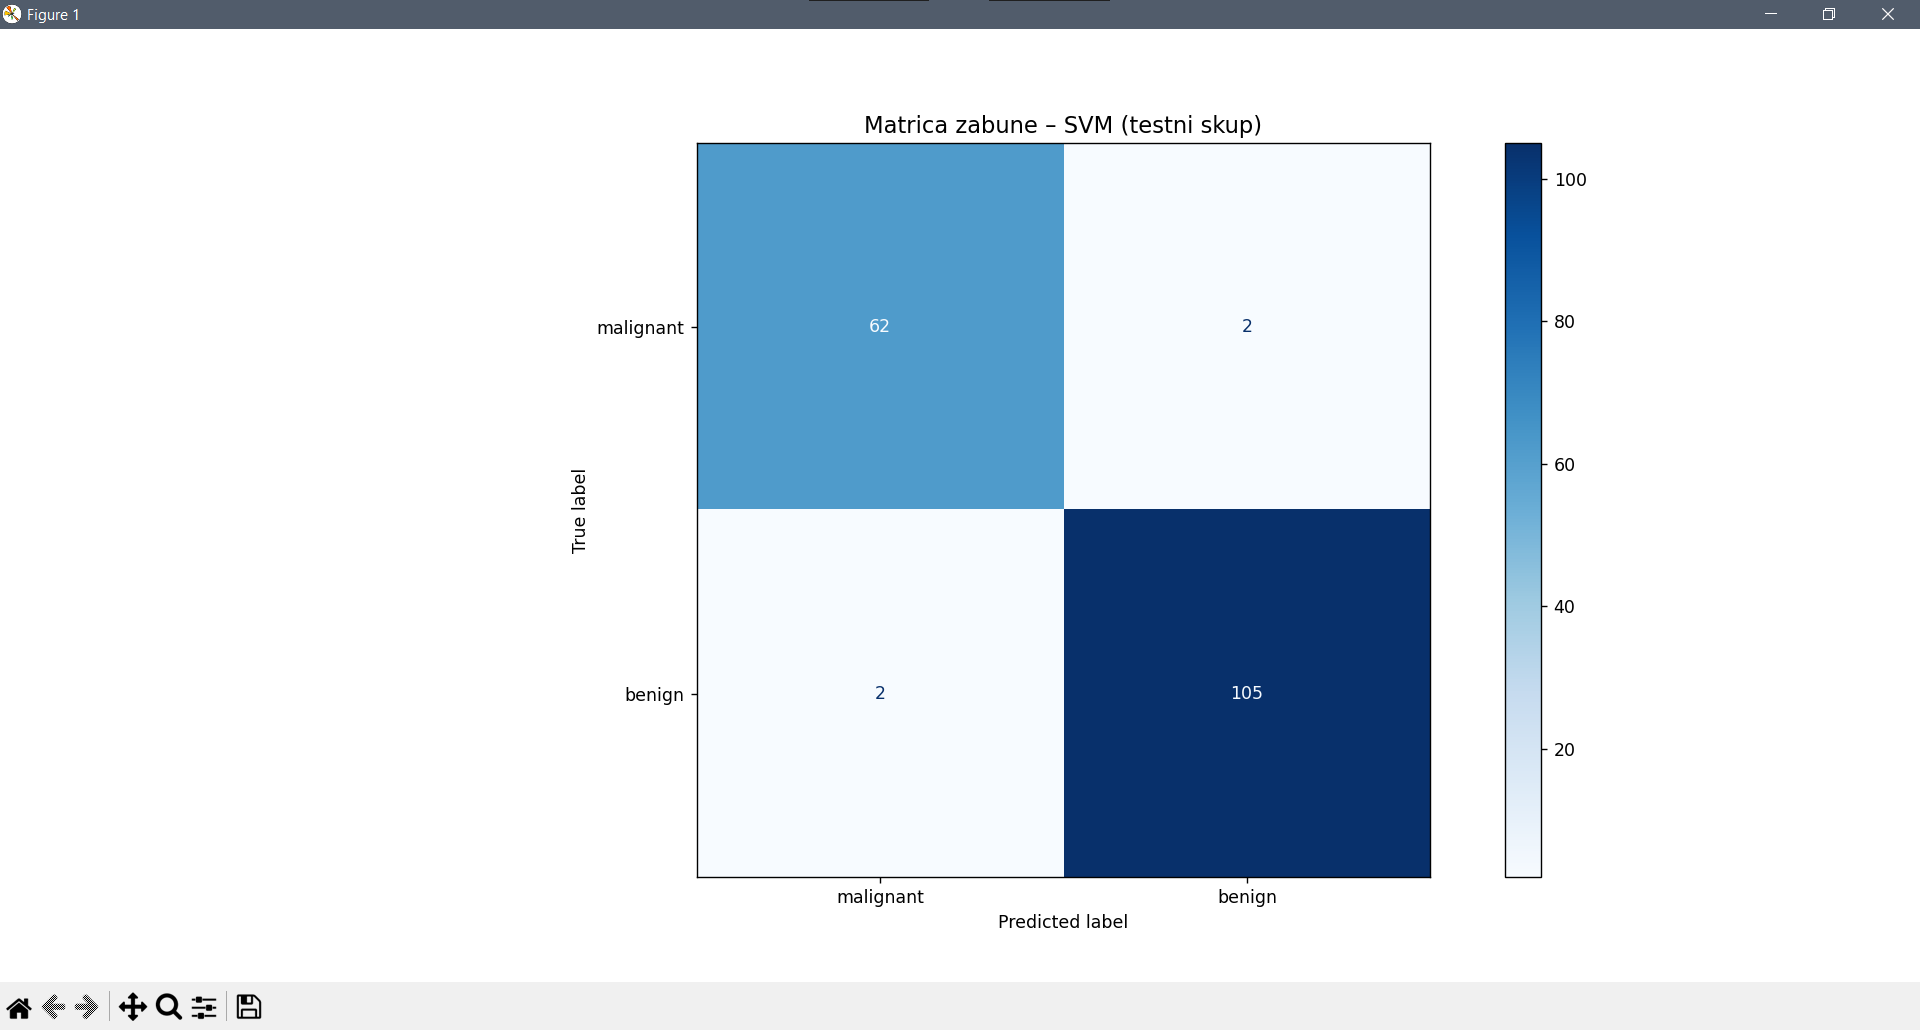 Figure 1
Matrica zabune – SVM (testni skup)
malignant
62
2
benign
2
105
malignant
benign
True label
Predicted label
100
80
60
40
20